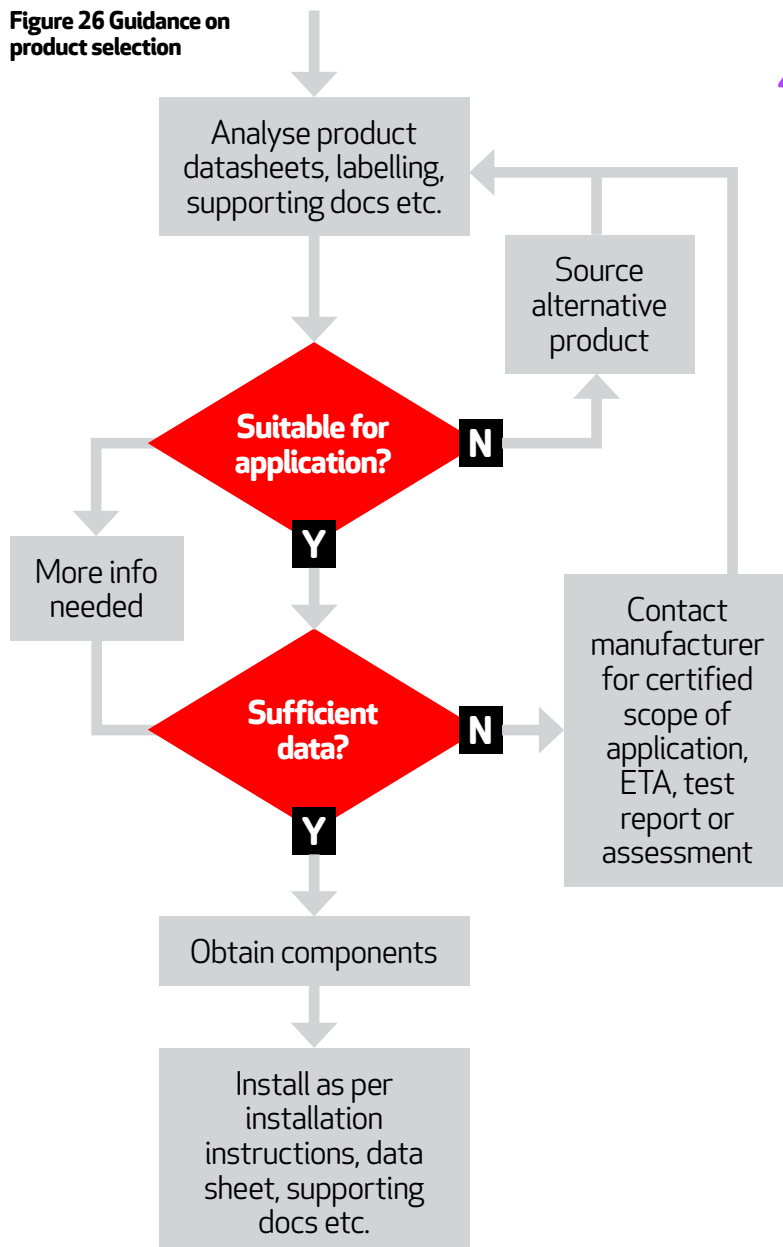 Figure 26 Guidance on
product selection
Analyse product
datasheets, labelling,
supporting docs etc.
Source
alternative
product
Suitable for
application?
N
Y
More info
needed
Contact
manufacturer
for certified
scope of
application,
ETA, test
report or
assessment
Sufficient
data?
N
Y
Obtain components
Install as per
installation
instructions, data
sheet, supporting
docs etc.